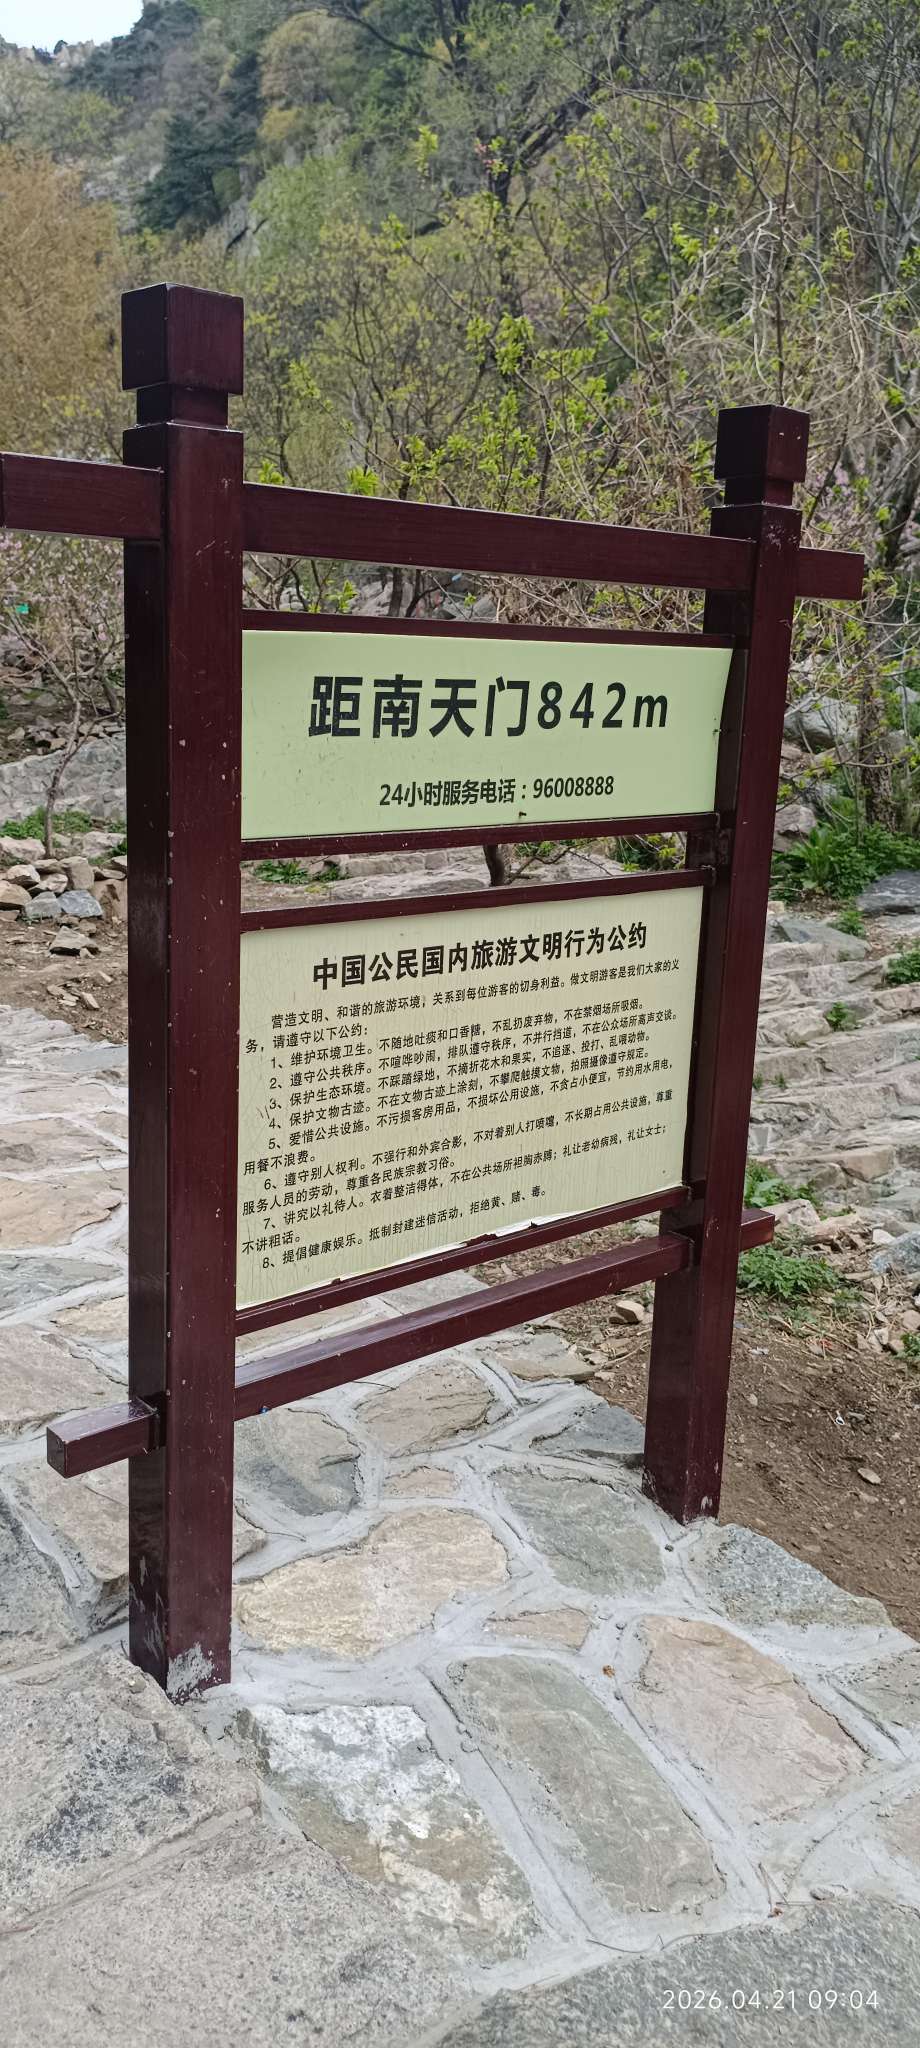 距南天门842m
24小时服务电话：96008888
中国公民国内旅游文明行为公约
营造文明、和谐的旅游环境，关系到每位游客的切身利益。做文明游客是我们大家的义
务，请遵守以下公约：
1、维护环境卫生。不随地吐痰和口香糖，不乱扔废弃物，不在禁烟场所吸烟。
2、遵守公共秩序。不喧哗吵闹，排队遵守秩序，不并行挡道，不在公众场所高声交谈。
3、保护生态环境。不踩踏绿地，不摘折花木和果实，不追逐、投打、乱喂动物。
4、保护文物古迹。不在文物古迹上涂刻，不攀爬触摸文物，拍照摄像遵守规定。
5、爱惜公共设施。不污损客房用品，不损坏公用设施，不贪占小便宜，节约用水用电，
用餐不浪费。
6、遵守别人权利。不强行和外宾合影，不对着别人打喷嚏，不长期占用公共设施，尊重
服务人员的劳动，尊重各民族宗教习俗。
7、讲究以礼待人。衣着整洁得体，不在公共场所袒胸赤膊；礼让老幼病残，礼让女士；
不讲粗话。
8、提倡健康娱乐。抵制封建迷信活动，拒绝黄、赌、毒。
2026.04.21 09:04